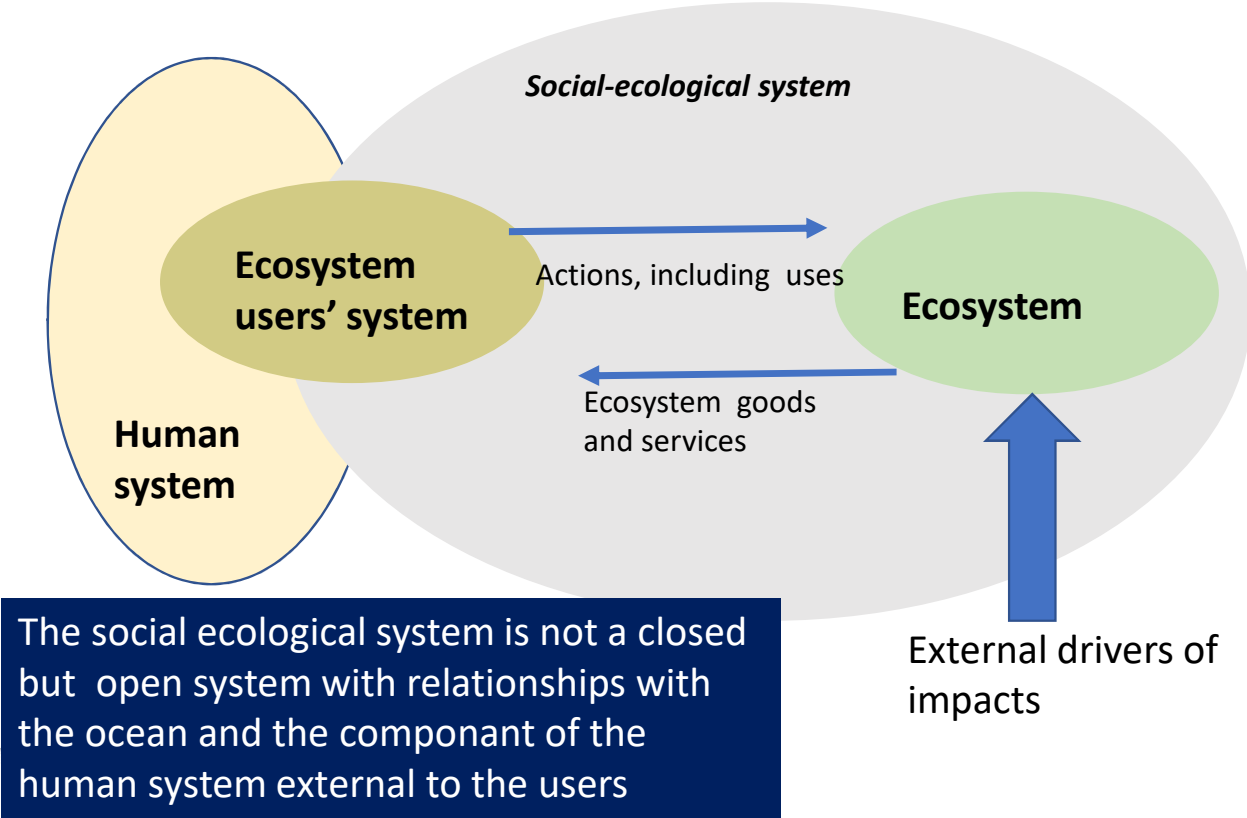 Social-ecological system
Ecosystem
users’ system
Actions, including uses
Ecosystem
Ecosystem goods
and services
Human
system
The social ecological system is not a closed
but open system with relationships with
the ocean and the componant of the
human system external to the users
External drivers of
impacts